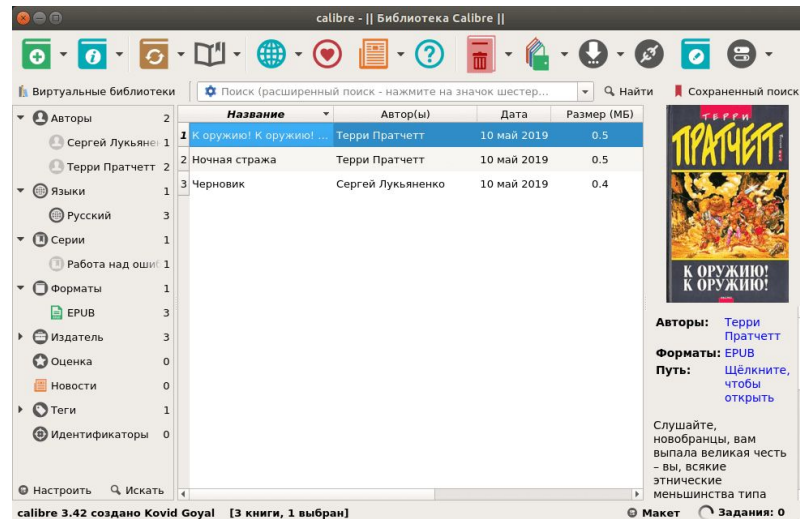 calibre - || Библиотека Calibre ||
Виртуальные библиотеки
Поиск (расширенный поиск - нажмите на значок шестер...
Найти
Сохраненный поиск
Авторы 2
Сергей Лукьяне 1
Терри Пратчетт 2
Языки 1
Русский 3
Серии 1
Работа над оши 1
Форматы 1
EPUB 3
Издатель 3
Оценка 0
Новости 0
Теги 1
Идентификаторы 0
Настроить Искать
Название Автор(ы) Дата Размер (МБ)
1 К оружию! К оружию! ... Терри Пратчетт 10 май 2019 0.5
2 Ночная стража Терри Пратчетт 10 май 2019 0.5
3 Черновик Сергей Лукьяненко 10 май 2019 0.4
ТЕРРИ
ПРАТЧЕТТ
К ОРУЖИЮ!
К ОРУЖИЮ!
Авторы: Терри
Пратчетт
Форматы: EPUB
Путь: Щёлкните,
чтобы
открыть
Слушайте,
новобранцы, вам
выпала великая честь
– вы, всякие
этнические
меньшинства типа
calibre 3.42 создано Kovid Goyal [3 книги, 1 выбран]
Макет Задания: 0